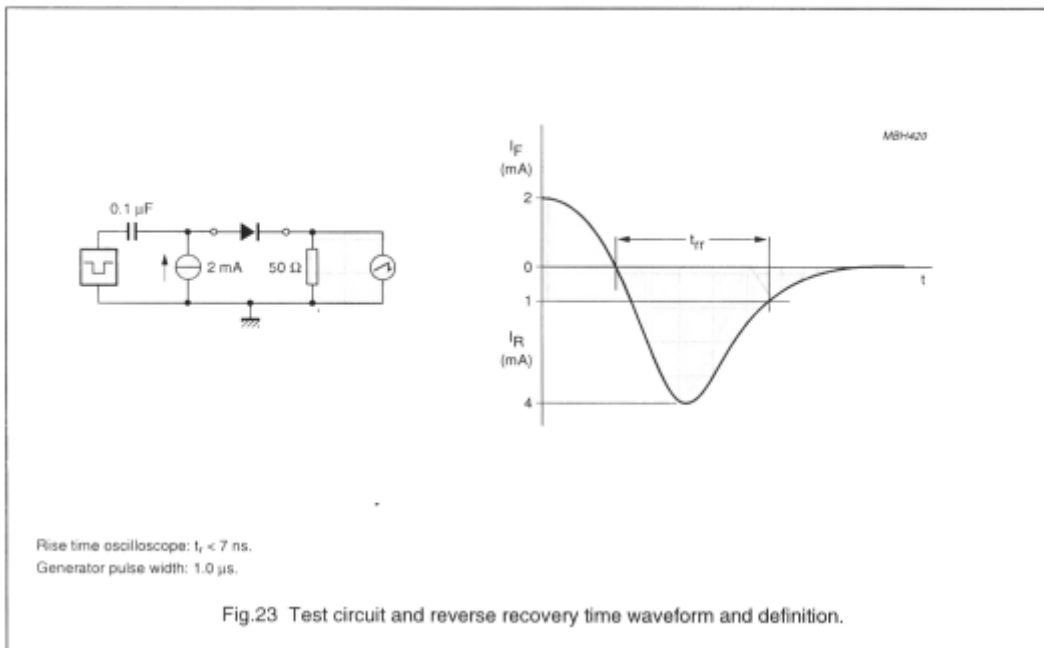 MBH420
0.1 µF
2 mA
50 Ω
I_F
(mA)
2
t_rr
0
t
1
I_R
(mA)
4
Rise time oscilloscope: t_r < 7 ns.
Generator pulse width: 1.0 µs.
Fig.23 Test circuit and reverse recovery time waveform and definition.